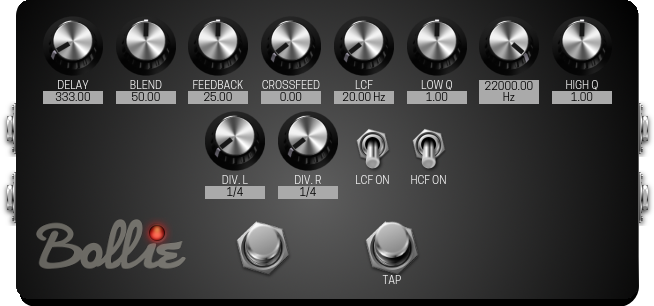 DELAY BLEND FEEDBACK CROSSFEED LCF LOW Q 22000.00 HIGH Q
333.00 50.00 25.00 0.00 20.00 Hz 1.00 Hz 1.00
DIV. L DIV. R LCF ON HCF ON
1/4 1/4
Bollie
TAP